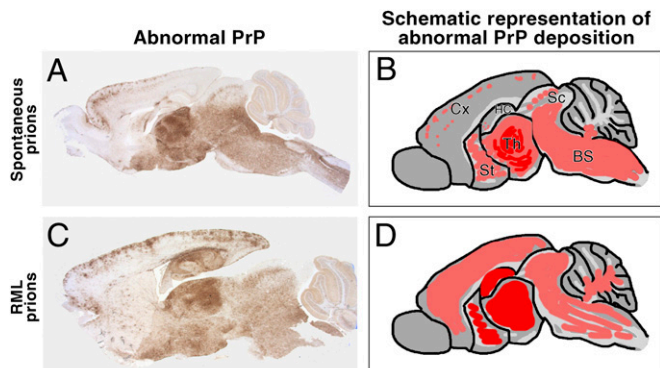 Abnormal PrP
Schematic representation of
abnormal PrP deposition
Spontaneous
prions
A
B
Cx
HC
Sc
Th
St
BS
RML
prions
C
D